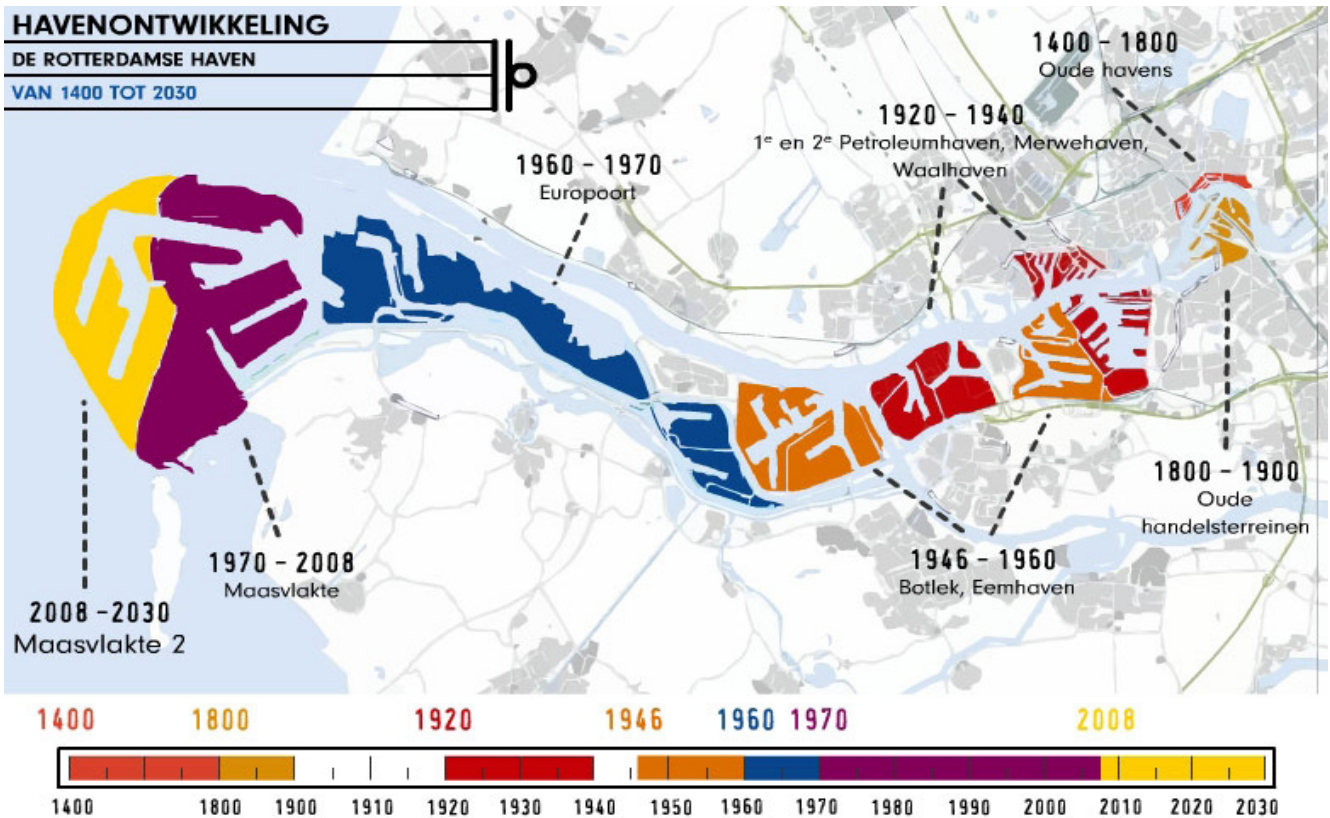 HAVENONTWIKKELING
DE ROTTERDAMSE HAVEN
VAN 1400 TOT 2030
1400 – 1800
Oude havens
1920 – 1940
1e en 2e Petroleumhaven, Merwehaven,
Waalhaven
1960 – 1970
Europoort
1800 – 1900
Oude
handelsterreinen
1946 – 1960
Botlek, Eemhaven
1970 – 2008
Maasvlakte
2008 –2030
Maasvlakte 2
1400 1800 1920 1946 1960 1970 2008
1400 1800 1900 1910 1920 1930 1940 1950 1960 1970 1980 1990 2000 2010 2020 2030